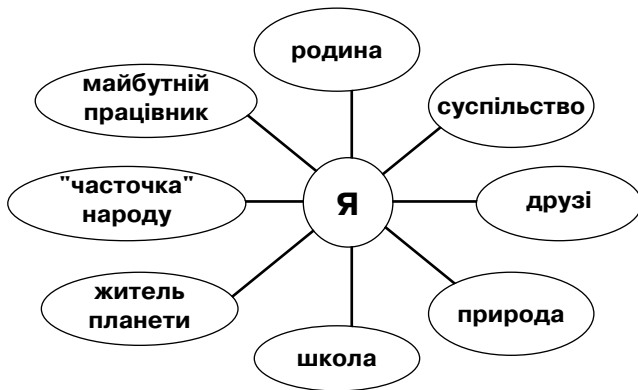 родина
майбутній
працівник
суспільство
"часточка"
народу
Я
друзі
житель
планети
природа
школа